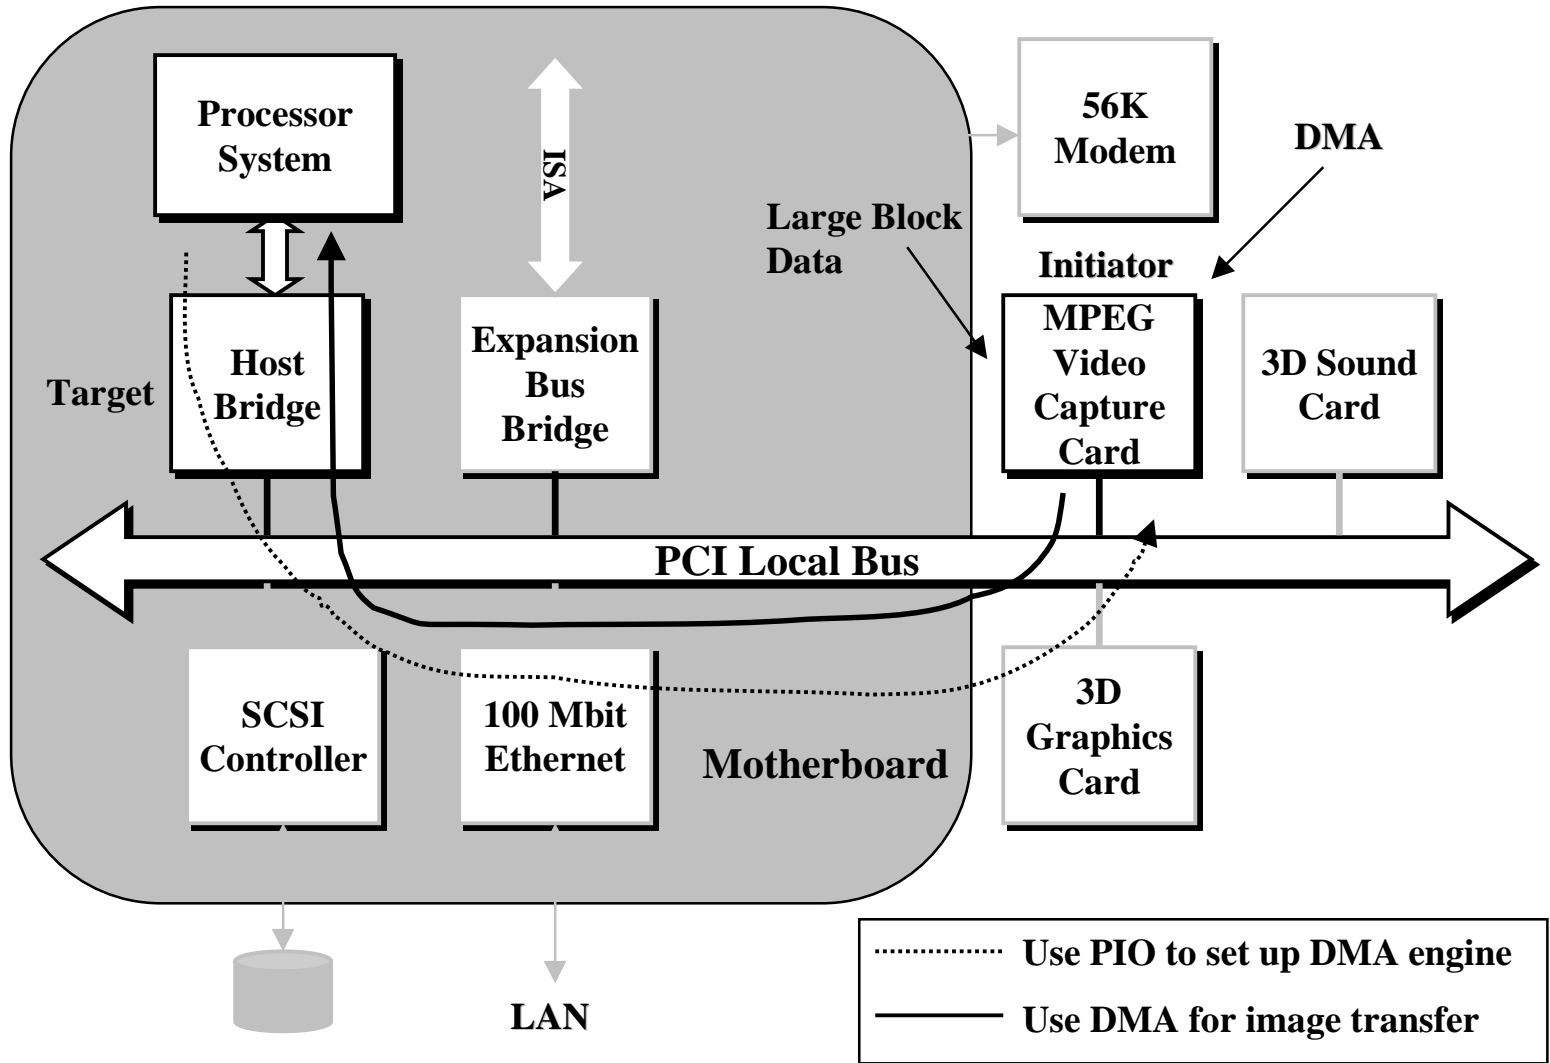 Processor
System
ISA
56K
Modem
DMA
Large Block
Data
Initiator
Target
Host
Bridge
Expansion
Bus
Bridge
MPEG
Video
Capture
Card
3D Sound
Card
PCI Local Bus
SCSI
Controller
100 Mbit
Ethernet
Motherboard
3D
Graphics
Card
LAN
Use PIO to set up DMA engine
Use DMA for image transfer